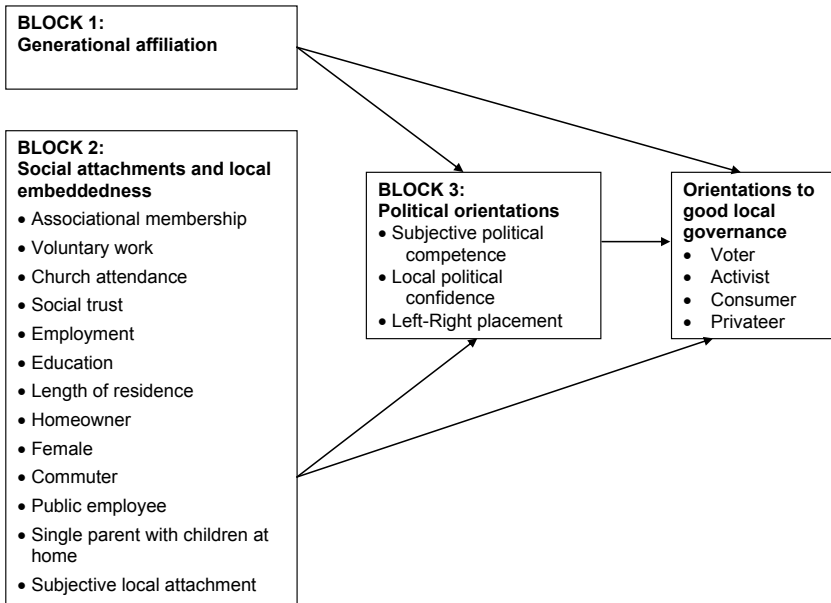 BLOCK 1:
Generational affiliation
BLOCK 2:
Social attachments and local
embeddedness
• Associational membership
• Voluntary work
• Church attendance
• Social trust
• Employment
• Education
• Length of residence
• Homeowner
• Female
• Commuter
• Public employee
• Single parent with children at
home
• Subjective local attachment
BLOCK 3:
Political orientations
• Subjective political
competence
• Local political
confidence
• Left-Right placement
Orientations to
good local
governance
• Voter
• Activist
• Consumer
• Privateer